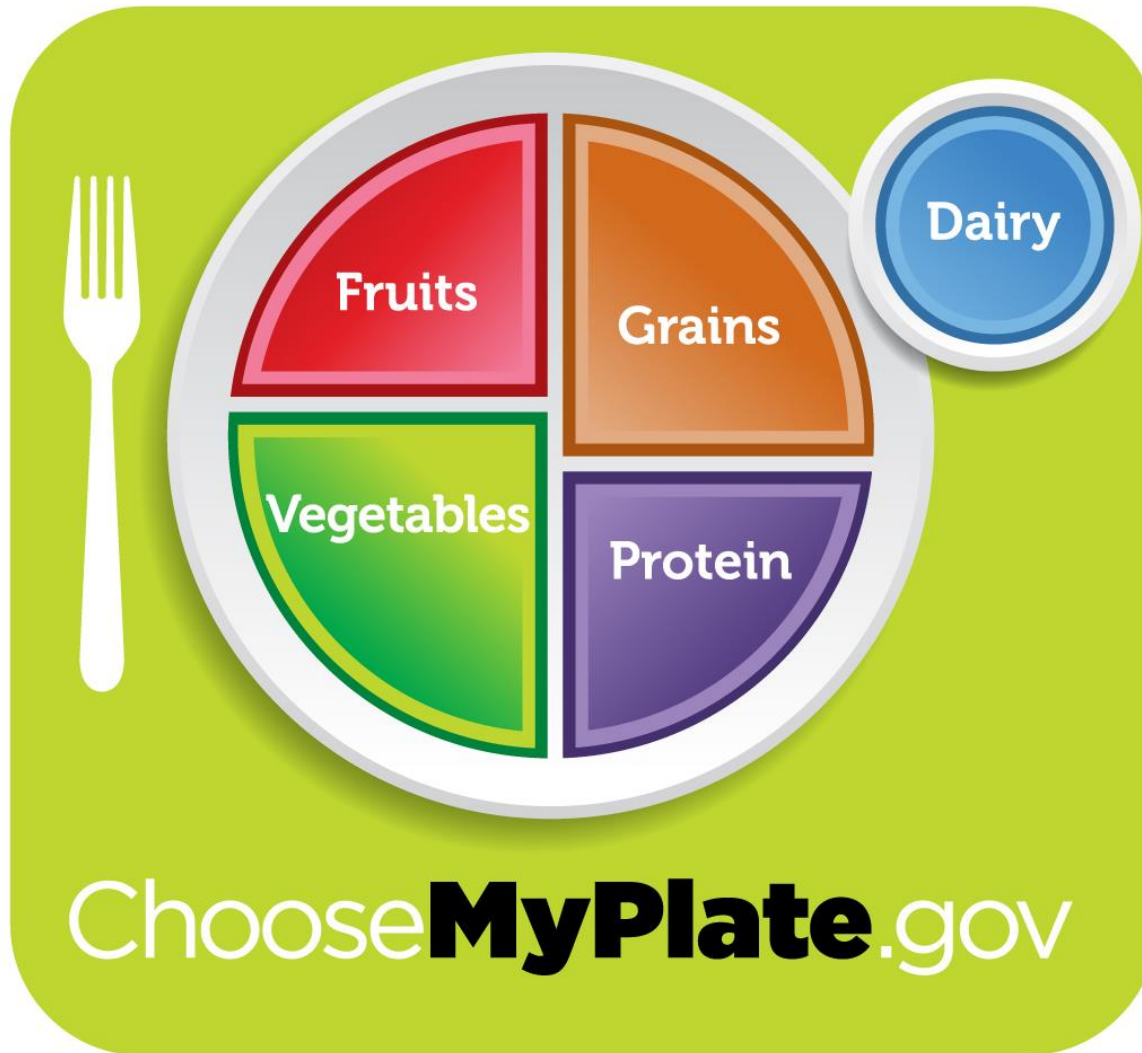 Fruits
Grains
Dairy
Vegetables
Protein
ChooseMyPlate.gov